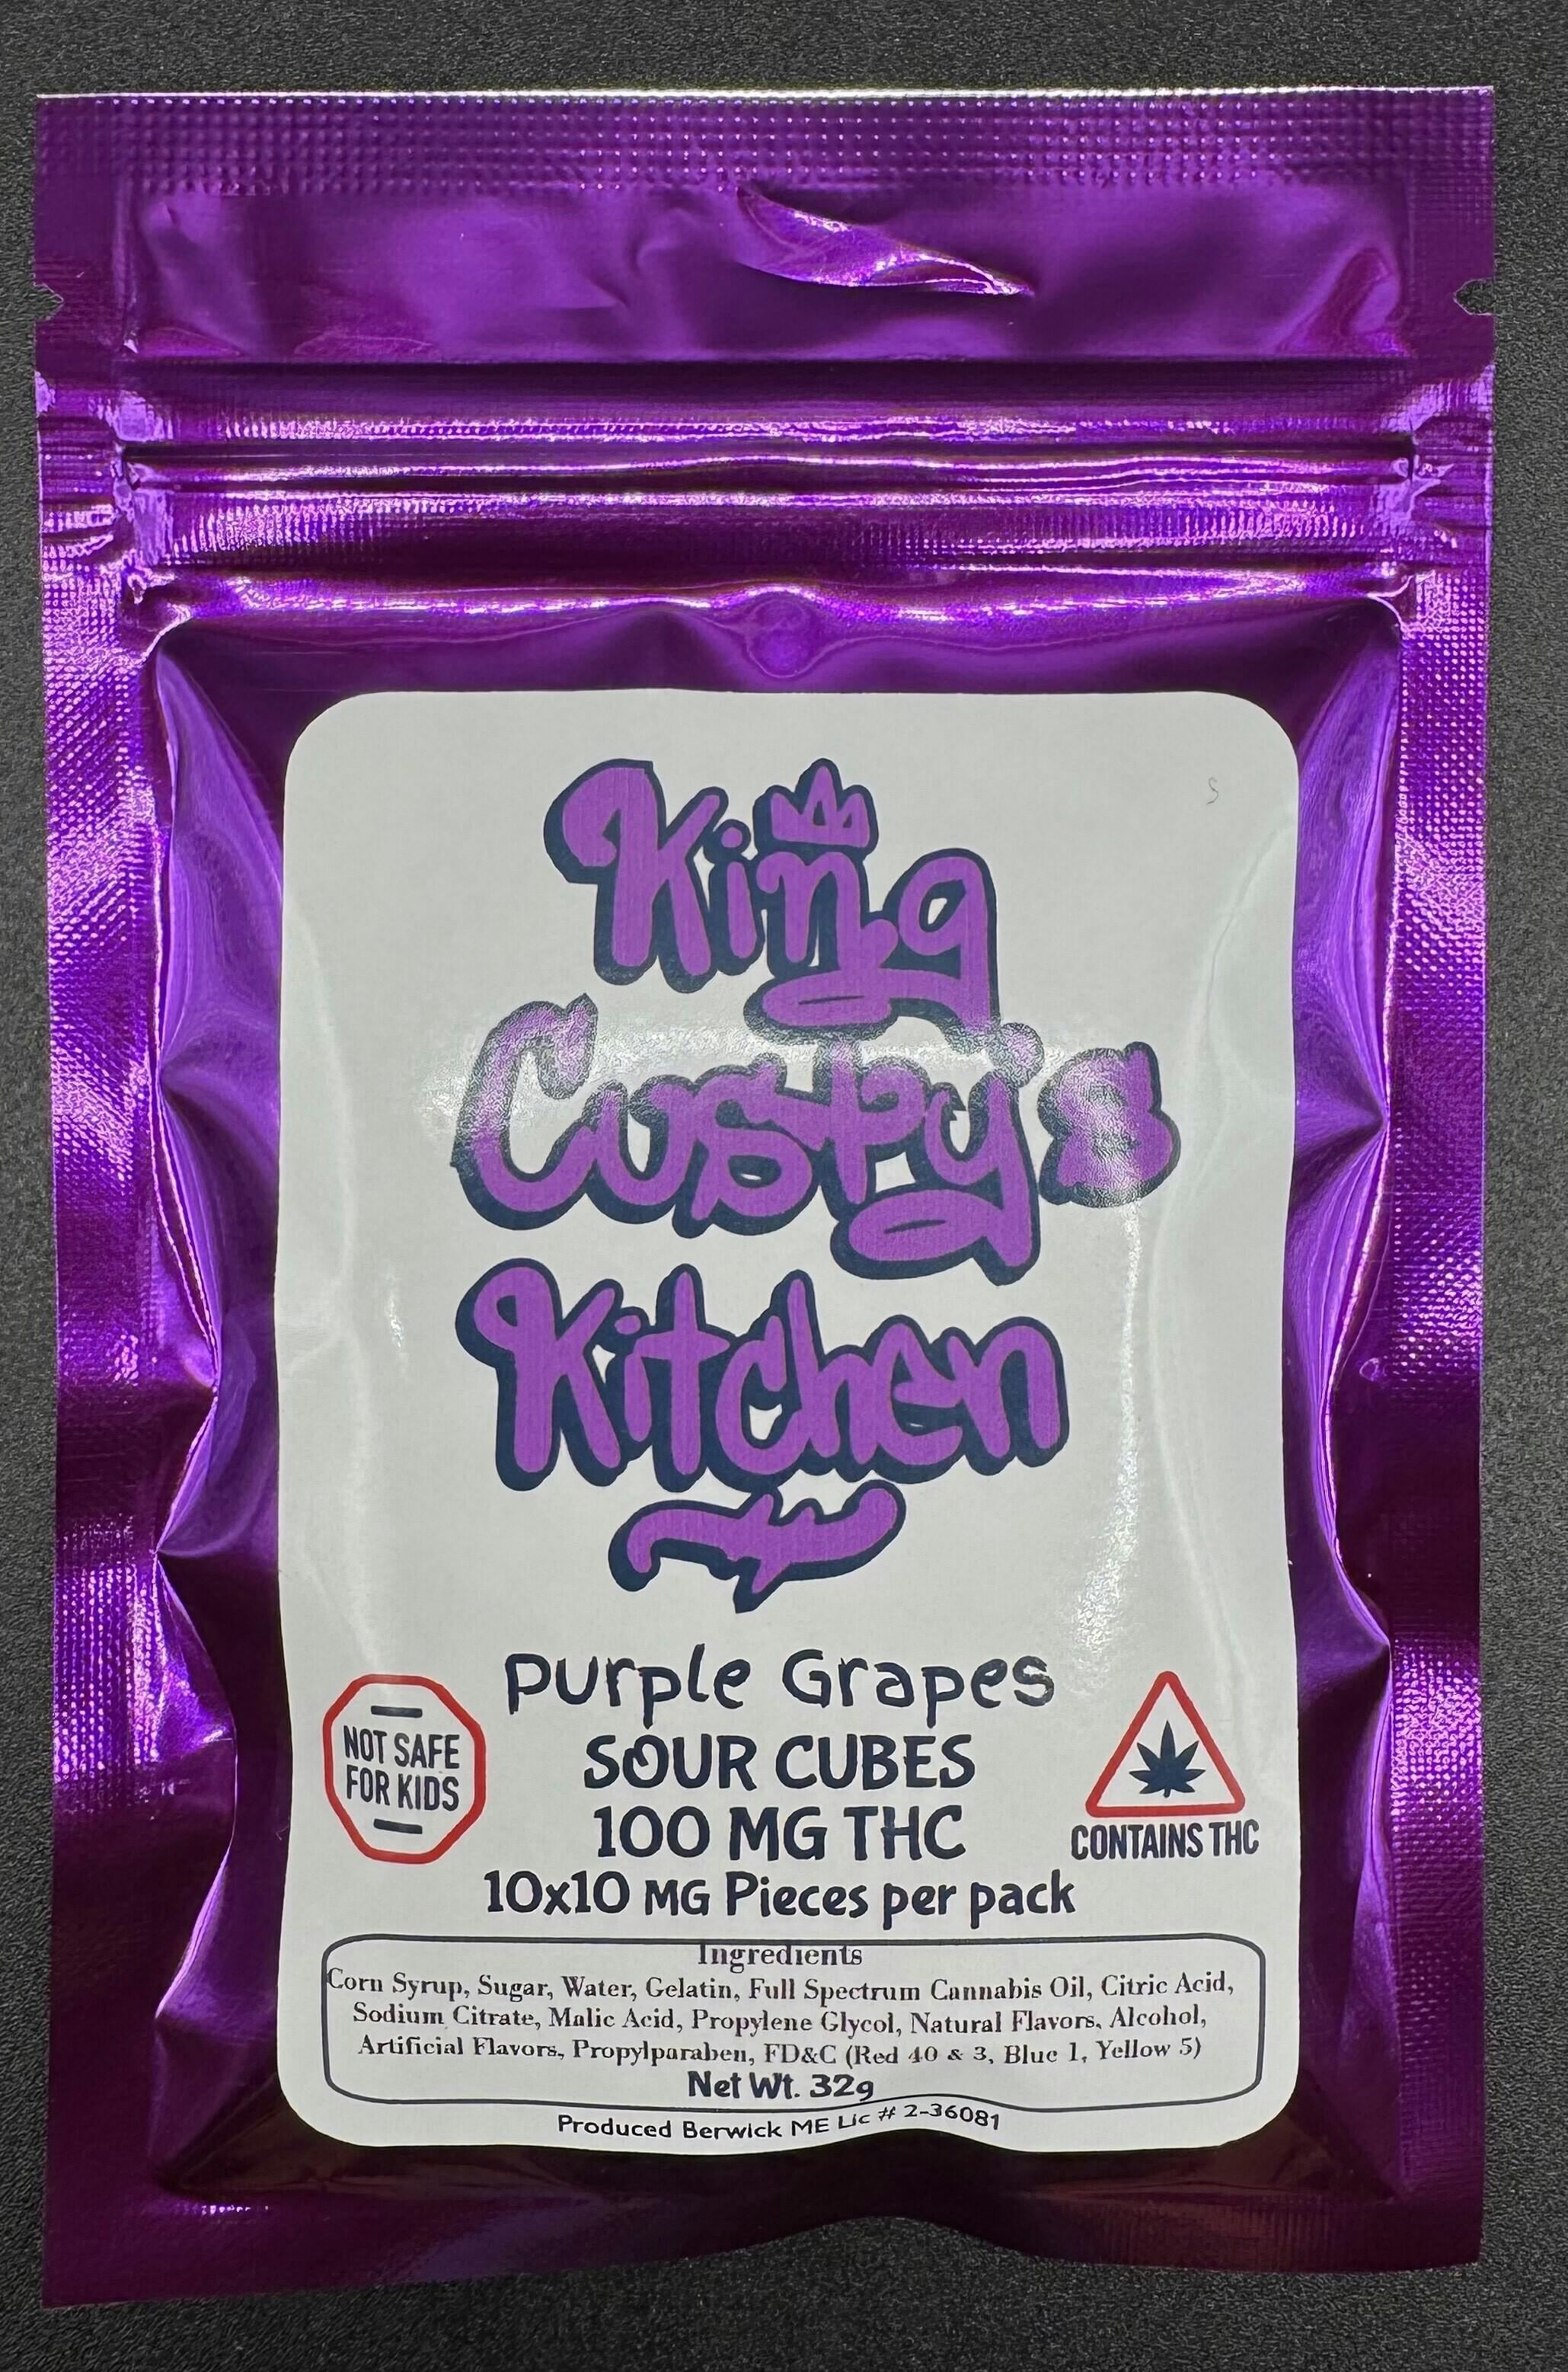 King
Cuspy's
Kitchen
Purple Grapes
SOUR CUBES
100 MG THC
10x10 MG Pieces per pack
NOT SAFE
FOR KIDS
CONTAINS THC
Ingredients
Corn Syrup, Sugar, Water, Gelatin, Full Spectrum Cannabis Oil, Citric Acid,
Sodium Citrate, Malic Acid, Propylene Glycol, Natural Flavors, Alcohol,
Artificial Flavors, Propylparaben, FD&C (Red 40 & 3, Blue 1, Yellow 5)
Net Wt. 32g
Produced Berwick ME Lic # 2-36081